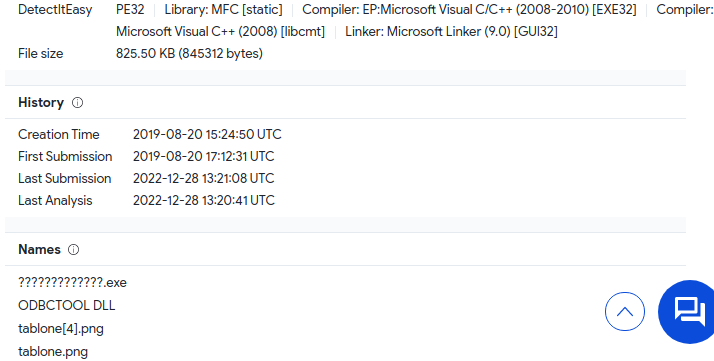 DetectItEasy PE32 | Library: MFC [static] | Compiler: EP:Microsoft Visual C/C++ (2008-2010) [EXE32] | Compiler:
Microsoft Visual C++ (2008) [libcmt] | Linker: Microsoft Linker (9.0) [GUI32]
File size 825.50 KB (845312 bytes)
History
Creation Time 2019-08-20 15:24:50 UTC
First Submission 2019-08-20 17:12:31 UTC
Last Submission 2022-12-28 13:21:08 UTC
Last Analysis 2022-12-28 13:20:41 UTC
Names
?????????????.exe
ODBCTOOL DLL
tablone[4].png
tablone.png